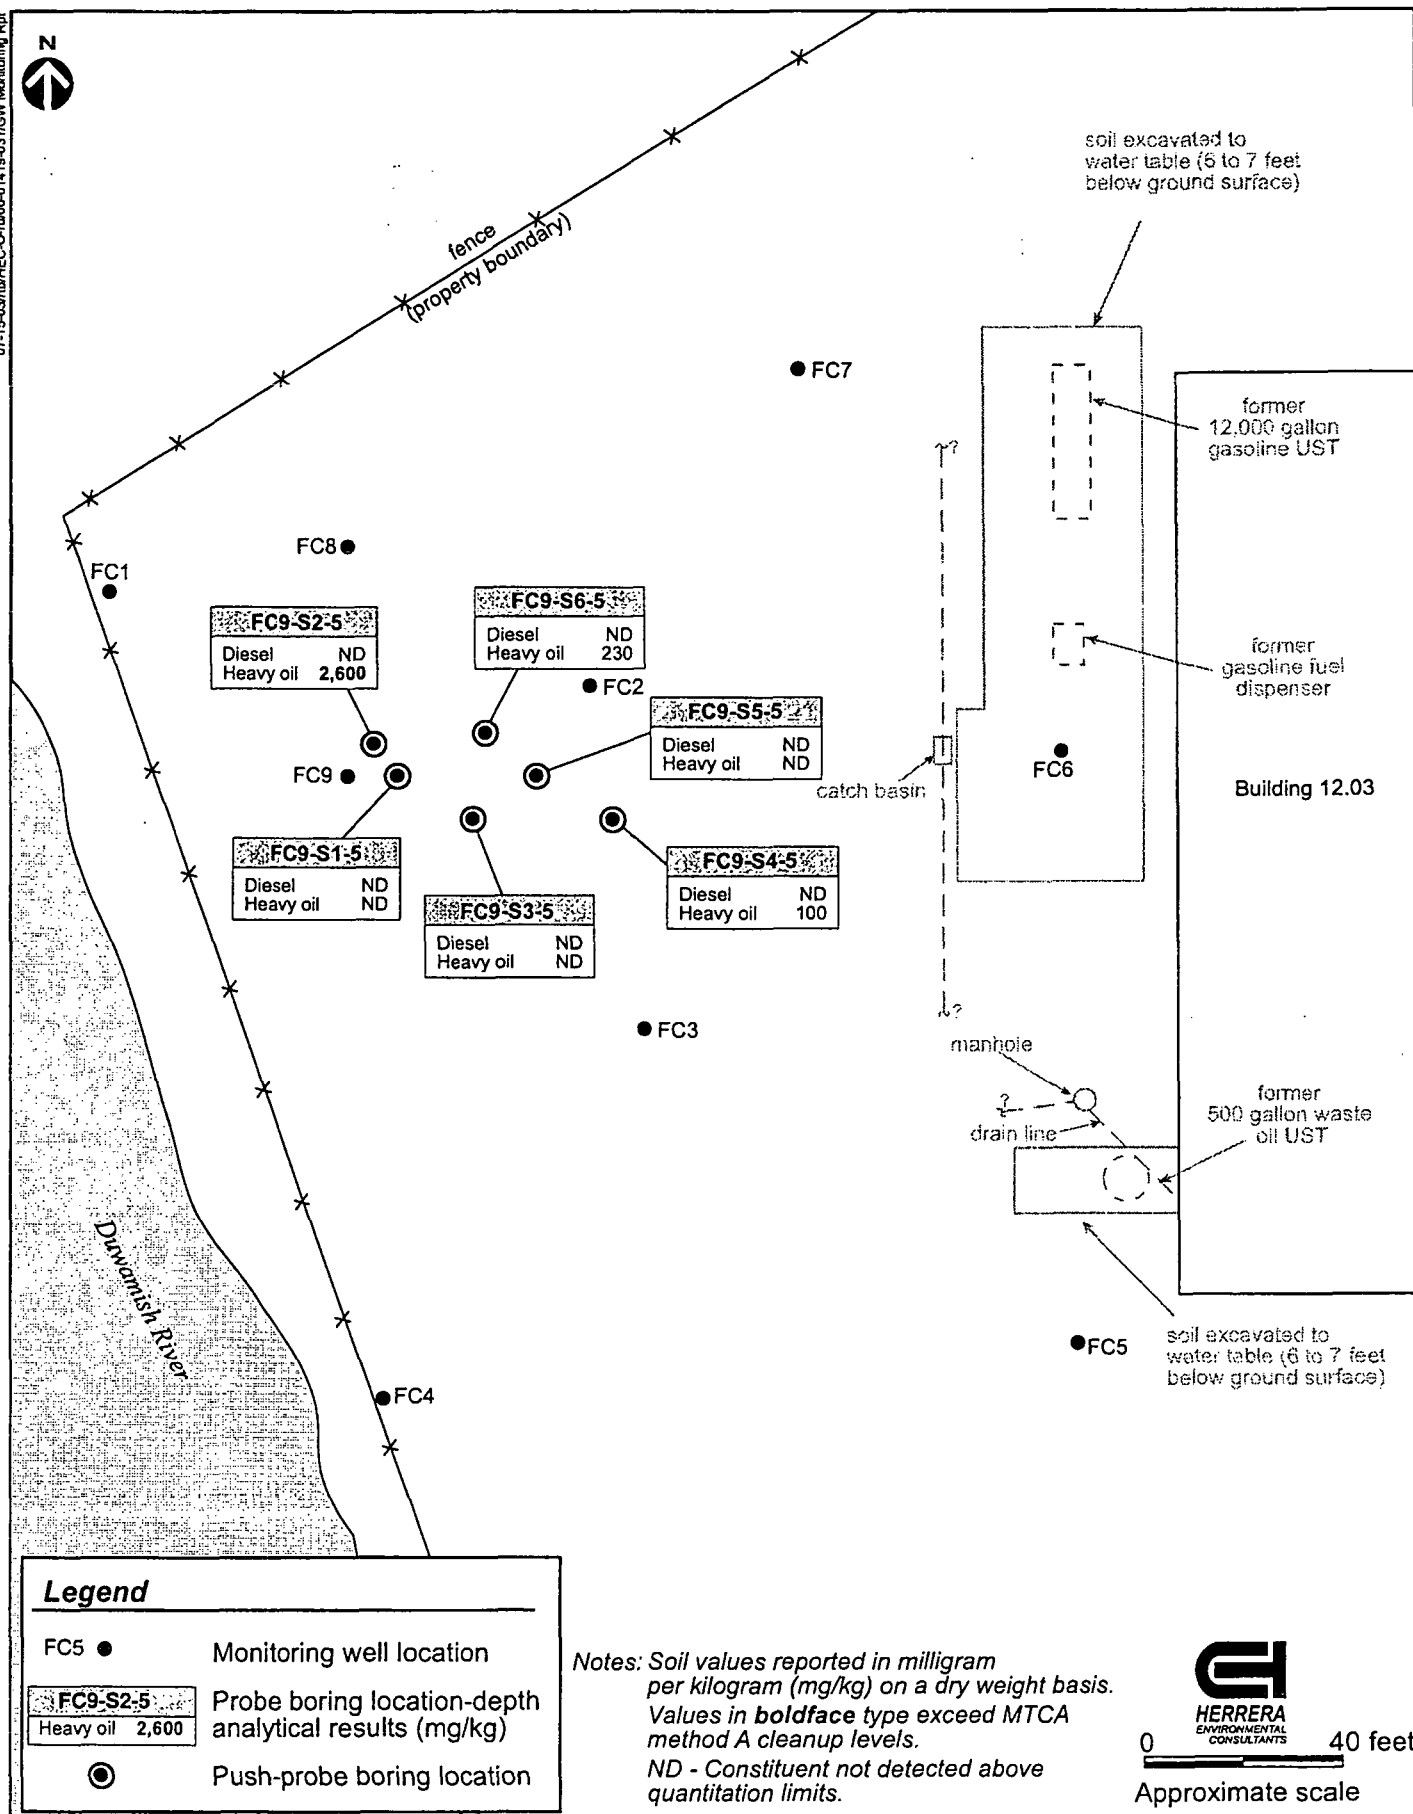 N
soil excavated to
water table (6 to 7 feet
below ground surface)
fence
(property boundary)
FC7
former
12,000 gallon
gasoline UST
?
FC8
FC1
FC9-S6-5
Diesel ND
Heavy oil 230
FC9-S2-5
Diesel ND
Heavy oil 2,600
former
gasoline fuel
dispenser
FC2
FC9-S5-5
Diesel ND
Heavy oil ND
FC9
FC6
catch basin
Building 12.03
FC9-S1-5
Diesel ND
Heavy oil ND
FC9-S4-5
Diesel ND
Heavy oil 100
FC9-S3-5
Diesel ND
Heavy oil ND
?
FC3
manhole
?
drain line
former
500 gallon waste
oil UST
Duwamish River
FC5
soil excavated to
water table (6 to 7 feet
below ground surface)
FC4
Legend
FC5 Monitoring well location
FC9-S2-5
Heavy oil 2,600
Probe boring location-depth
analytical results (mg/kg)
Push-probe boring location
Notes: Soil values reported in milligram
per kilogram (mg/kg) on a dry weight basis.
Values in boldface type exceed MTCA
method A cleanup levels.
ND - Constituent not detected above
quantitation limits.
HERRERA
ENVIRONMENTAL
CONSULTANTS
0 40 feet
Approximate scale